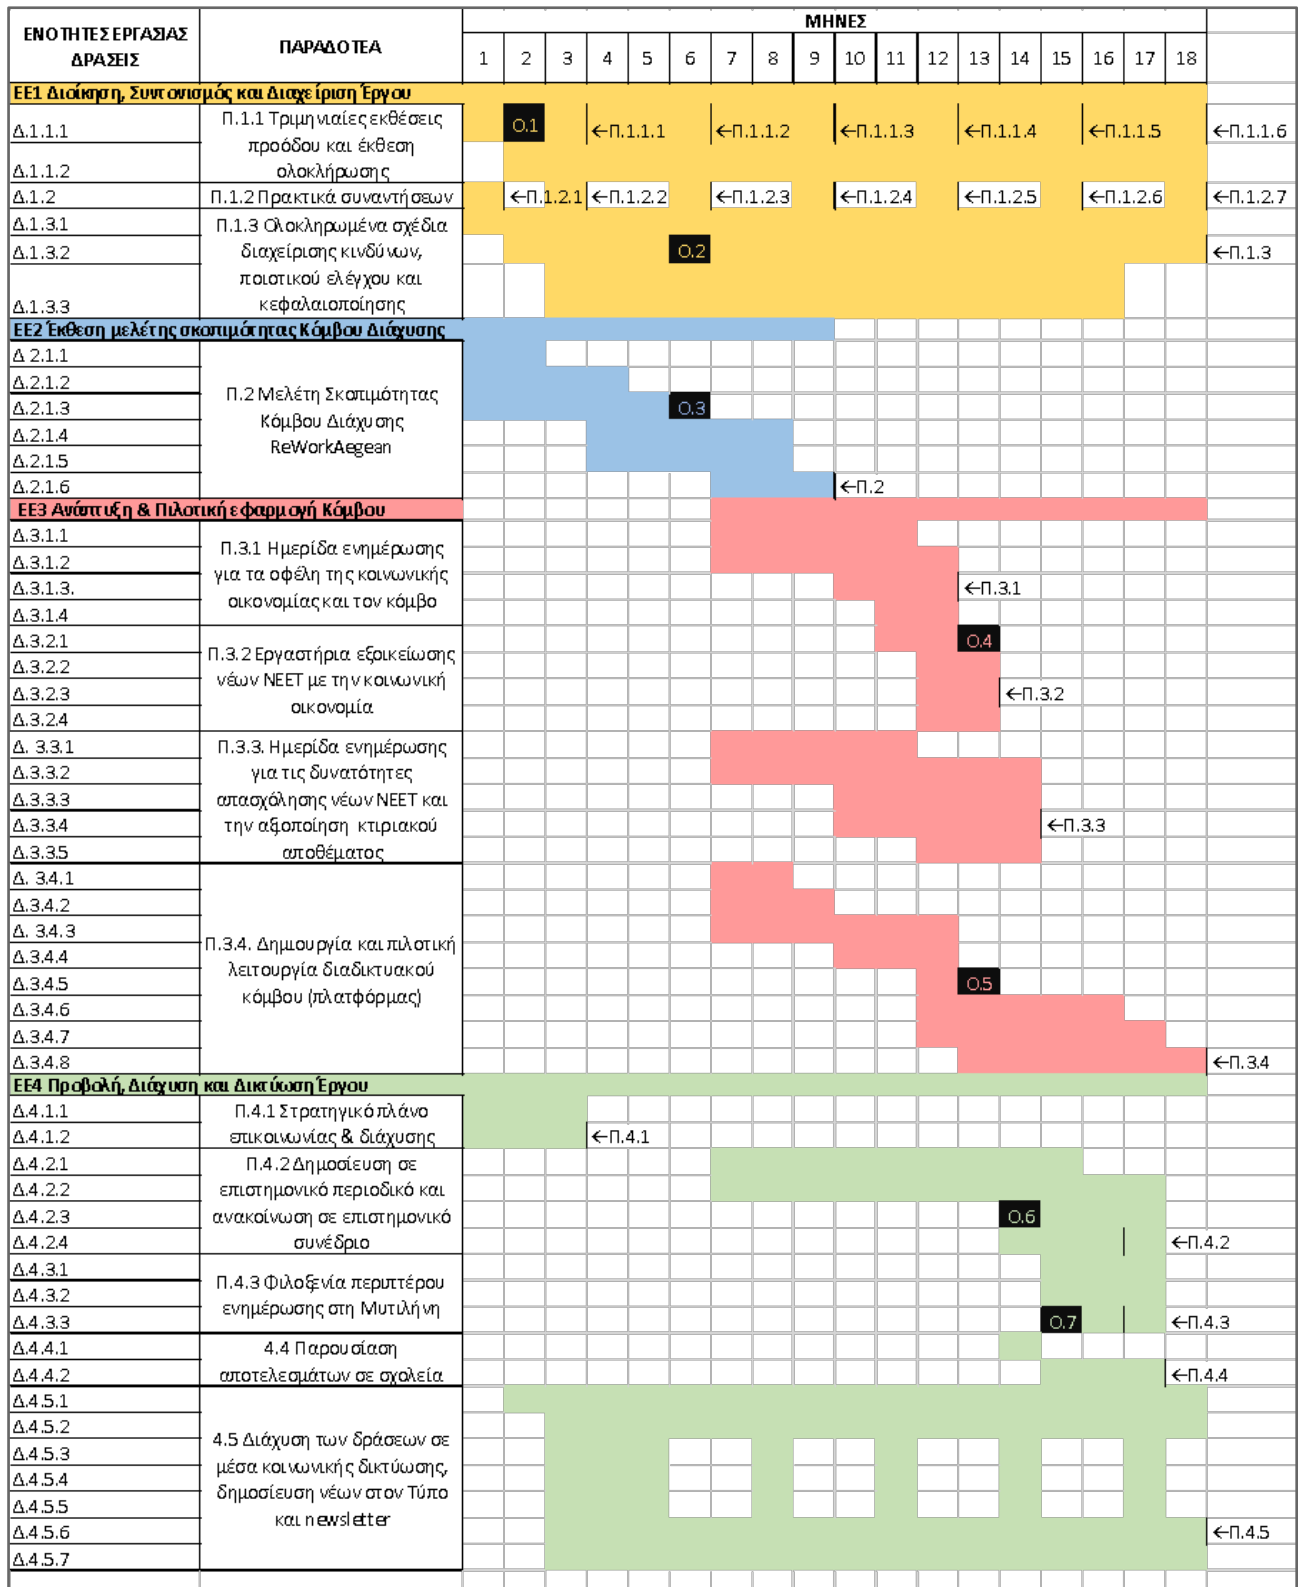 ΕΝΟΤΗΤΕΣ ΕΡΓΑΣΙΑΣ
ΔΡΑΣΕΙΣ
ΠΑΡΑΔΟΤΕΑ
ΜΗΝΕΣ
1 2 3 4 5 6 7 8 9 10 11 12 13 14 15 16 17 18
ΕΕ1 Διοίκηση, Συντονισμός και Διαχείριση Έργου
Δ.1.1.1
Π.1.1 Τριμηνιαίες εκθέσεις
προόδου και έκθεση
ολοκλήρωσης
Ο.1 ←Π.1.1.1 ←Π.1.1.2 ←Π.1.1.3 ←Π.1.1.4 ←Π.1.1.5 ←Π.1.1.6
Δ.1.1.2
Δ.1.2
Π.1.2 Πρακτικά συναντήσεων
←Π.1.2.1 ←Π.1.2.2 ←Π.1.2.3 ←Π.1.2.4 ←Π.1.2.5 ←Π.1.2.6 ←Π.1.2.7
Δ.1.3.1
Π.1.3 Ολοκληρωμένα σχέδια
διαχείρισης κινδύνων,
ποιοτικού ελέγχου και
κεφαλαιοποίησης
Δ.1.3.2
Ο.2 ←Π.1.3
Δ.1.3.3
ΕΕ2 Έκθεση μελέτης σκοπιμότητας Κόμβου Διάχυσης
Δ 2.1.1
Δ.2.1.2
Π.2 Μελέτη Σκοπιμότητας
Κόμβου Διάχυσης
ReWorkAegean
Δ.2.1.3
Ο.3
Δ.2.1.4
Δ.2.1.5
Δ.2.1.6
←Π.2
ΕΕ3 Ανάπτυξη & Πιλοτική εφαρμογή Κόμβου
Δ.3.1.1
Π.3.1 Ημερίδα ενημέρωσης
για τα οφέλη της κοινωνικής
οικονομίας και τον κόμβο
Δ.3.1.2
Δ.3.1.3.
←Π.3.1
Δ.3.1.4
Δ.3.2.1
Ο.4
Π.3.2 Εργαστήρια εξοικείωσης
νέων ΝΕΕΤ με την κοινωνική
οικονομία
Δ.3.2.2
Δ.3.2.3
←Π.3.2
Δ.3.2.4
Δ. 3.3.1
Π.3.3. Ημερίδα ενημέρωσης
για τις δυνατότητες
απασχόλησης νέων ΝΕΕΤ και
την αξιοποίηση κτιριακού
αποθέματος
Δ.3.3.2
Δ.3.3.3
Δ.3.3.4
←Π.3.3
Δ.3.3.5
Δ. 3.4.1
Δ.3.4.2
Δ. 3.4.3
Π.3.4. Δημιουργία και πιλοτική
λειτουργία διαδικτυακού
κόμβου (πλατφόρμας)
Δ.3.4.4
Δ.3.4.5
Ο.5
Δ.3.4.6
Δ.3.4.7
Δ.3.4.8
←Π.3.4
ΕΕ4 Προβολή, Διάχυση και Δικτύωση Έργου
Δ.4.1.1
Π.4.1 Στρατηγικό πλάνο
επικοινωνίας & διάχυσης
Δ.4.1.2
←Π.4.1
Δ.4.2.1
Π.4.2 Δημοσίευση σε
επιστημονικό περιοδικό και
ανακοίνωση σε επιστημονικό
συνέδριο
Δ.4.2.2
Δ.4.2.3
Ο.6
Δ.4.2.4
←Π.4.2
Δ.4.3.1
Π.4.3 Φιλοξενία περιπτέρου
ενημέρωσης στη Μυτιλήνη
Δ.4.3.2
Δ.4.3.3
Ο.7 ←Π.4.3
Δ.4.4.1
4.4 Παρουσίαση
αποτελεσμάτων σε σχολεία
Δ.4.4.2
←Π.4.4
Δ.4.5.1
Δ.4.5.2
4.5 Διάχυση των δράσεων σε
μέσα κοινωνικής δικτύωσης,
δημοσίευση νέων στον Τύπο
και newsletter
Δ.4.5.3
Δ.4.5.4
Δ.4.5.5
Δ.4.5.6
←Π.4.5
Δ.4.5.7